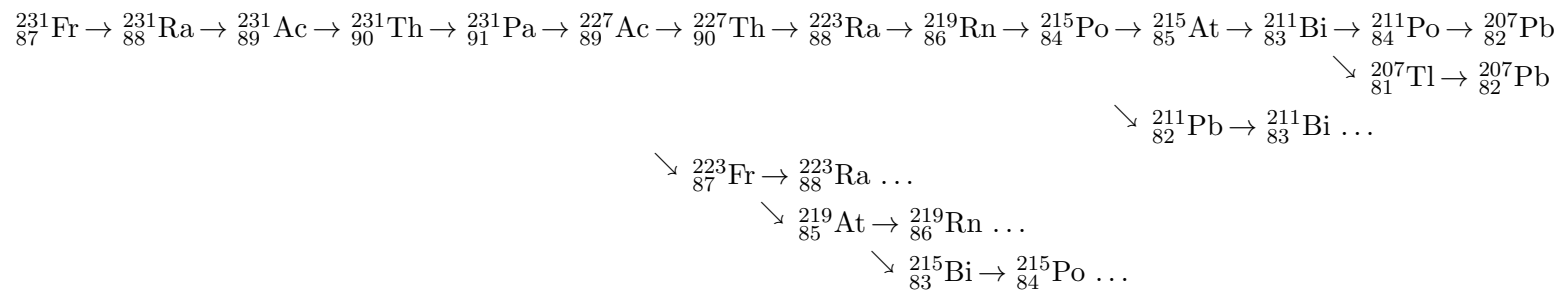 ²³¹₈₇Fr → ²³¹₈₈Ra → ²³¹₈₉Ac → ²³¹₉₀Th → ²³¹₉₁Pa → ²²⁷₈₉Ac → ²²⁷₉₀Th → ²²³₈₈Ra → ²¹⁹₈₆Rn → ²¹⁵₈₄Po → ²¹⁵₈₅At → ²¹¹₈₃Bi → ²¹¹₈₄Po → ²⁰⁷₈₂Pb
↘ ²⁰⁷₈₁Tl → ²⁰⁷₈₂Pb
↘ ²¹¹₈₂Pb → ²¹¹₈₃Bi …
↘ ²²³₈₇Fr → ²²³₈₈Ra …
↘ ²¹⁹₈₅At → ²¹⁹₈₆Rn …
↘ ²¹⁵₈₃Bi → ²¹⁵₈₄Po …